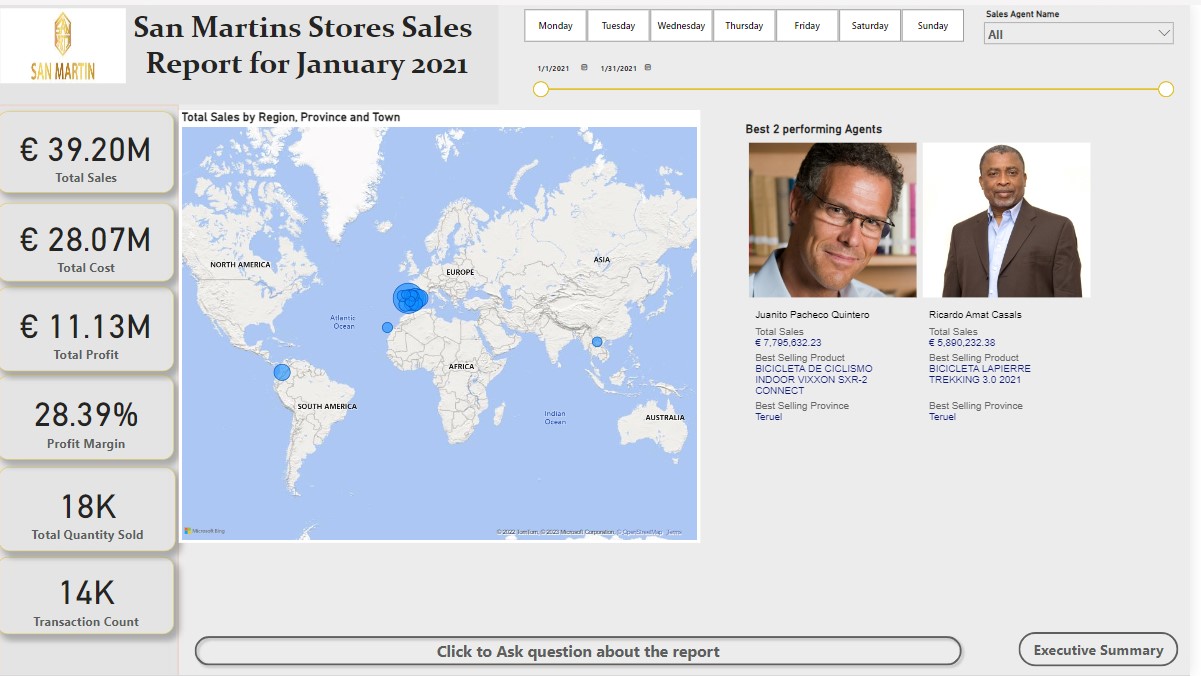 SAN MARTIN
San Martins Stores Sales
Report for January 2021
Monday
Tuesday
Wednesday
Thursday
Friday
Saturday
Sunday
Sales Agent Name
All
1/1/2021
1/31/2021
€ 39.20M
Total Sales
€ 28.07M
Total Cost
€ 11.13M
Total Profit
28.39%
Profit Margin
18K
Total Quantity Sold
14K
Transaction Count
Total Sales by Region, Province and Town
NORTH AMERICA
EUROPE
ASIA
Atlantic
Ocean
AFRICA
SOUTH AMERICA
Indian
Ocean
AUSTRALIA
Microsoft Bing
© 2022 TomTom, © 2023 Microsoft Corporation, © OpenStreetMap Terms
Best 2 performing Agents
Juanito Pacheco Quintero
Total Sales
€ 7,795,632.23
Best Selling Product
BICICLETA DE CICLISMO
INDOOR VIXXON SXR-2
CONNECT
Best Selling Province
Teruel
Ricardo Amat Casals
Total Sales
€ 5,890,232.38
Best Selling Product
BICICLETA LAPIERRE
TREKKING 3.0 2021
Best Selling Province
Teruel
Click to Ask question about the report
Executive Summary